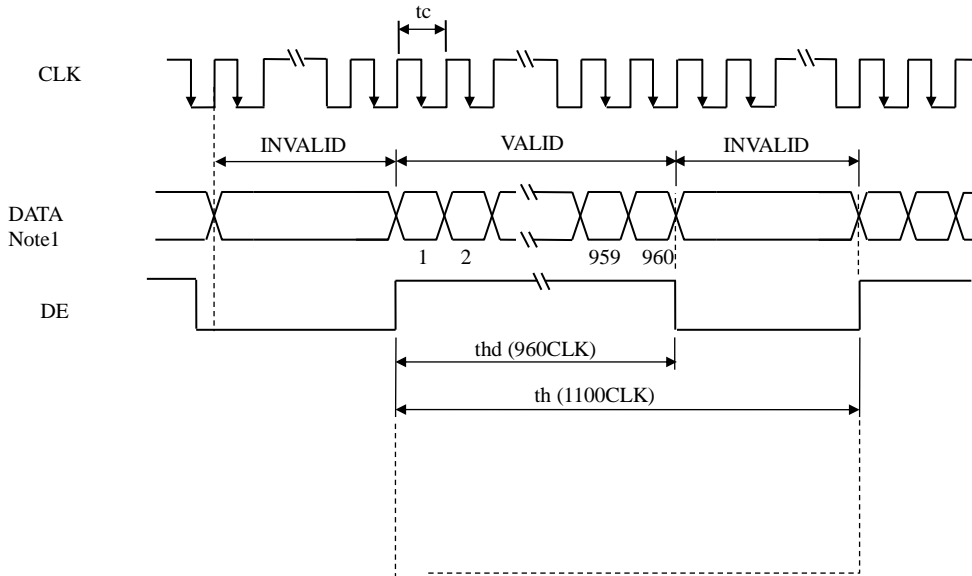 tc
CLK
INVALID VALID INVALID
DATA
Note1
1 2 959 960
DE
thd (960CLK)
th (1100CLK)